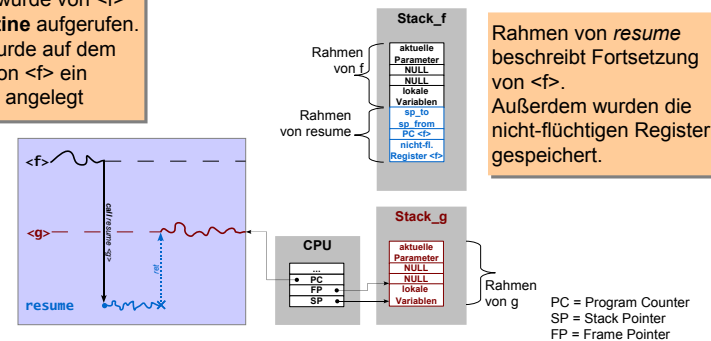 wurde von <f>
tine aufgerufen.
urde auf dem
on <f> ein
angelegt
Stack_f
Rahmen
von f
aktuelle
Parameter
NULL
NULL
lokale
Variablen
Rahmen
von resume
sp_to
sp_from
PC <f>
nicht-fl.
Register <f>
Rahmen von resume
beschreibt Fortsetzung
von <f>.
Außerdem wurden die
nicht-flüchtigen Register
gespeichert.
<f>
call resume <g>
<g>
ret
resume
CPU
...
PC
FP
SP
Stack_g
aktuelle
Parameter
NULL
NULL
lokale
Variablen
Rahmen
von g
PC = Program Counter
SP = Stack Pointer
FP = Frame Pointer